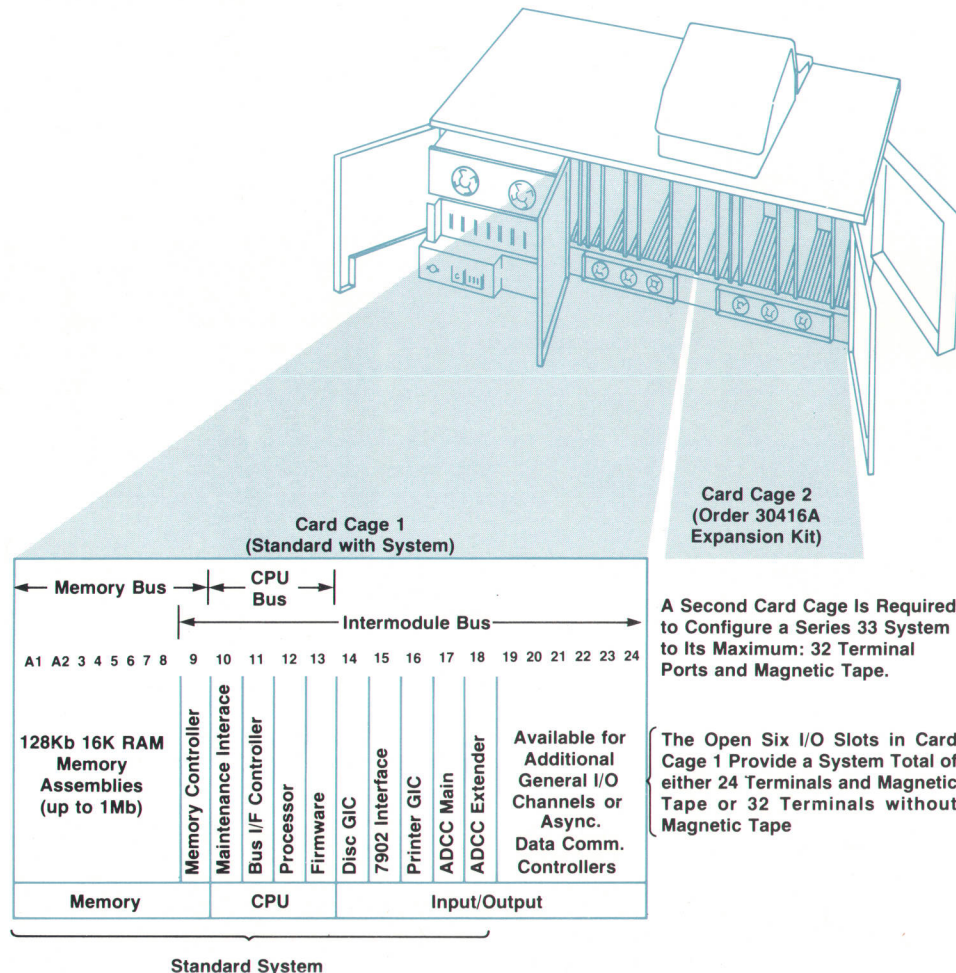 Card Cage 2
(Order 30416A
Expansion Kit)
Card Cage 1
(Standard with System)
Memory Bus
CPU
Bus
Intermodule Bus
A1 A2 3 4 5 6 7 8 9 10 11 12 13 14 15 16 17 18 19 20 21 22 23 24
128Kb 16K RAM
Memory
Assemblies
(up to 1Mb)
Memory Controller
Maintenance Interace
Bus I/F Controller
Processor
Firmware
Disc GIC
7902 Interface
Printer GIC
ADCC Main
ADCC Extender
Available for
Additional
General I/O
Channels or
Async.
Data Comm.
Controllers
Memory
CPU
Input/Output
Standard System
A Second Card Cage Is Required
to Configure a Series 33 System
to Its Maximum: 32 Terminal
Ports and Magnetic Tape.
The Open Six I/O Slots in Card
Cage 1 Provide a System Total of
either 24 Terminals and Magnetic
Tape or 32 Terminals without
Magnetic Tape